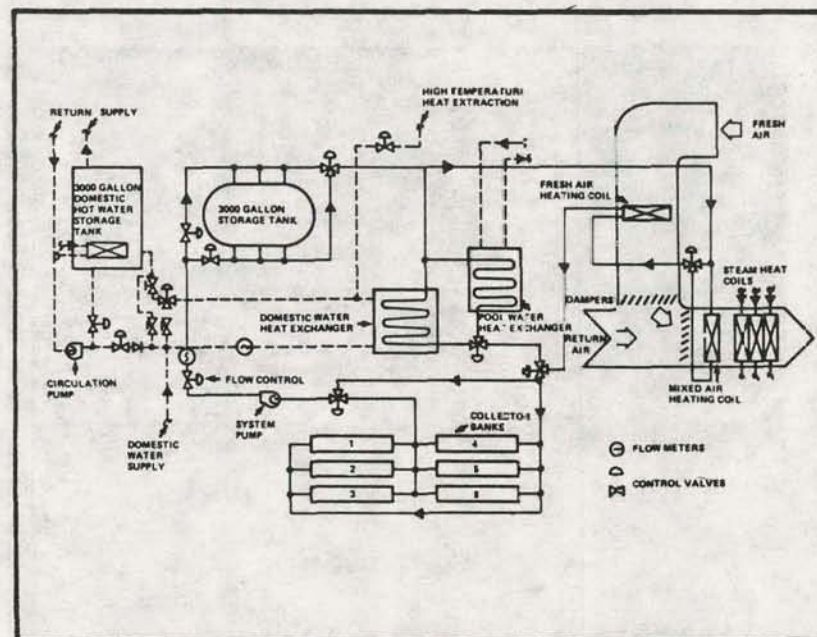 HIGH TEMPERATURE
HEAT EXTRACTION
RETURN SUPPLY
FRESH
AIR
3000 GALLON
DOMESTIC
HOT WATER
STORAGE
TANK
3000 GALLON
STORAGE TANK
FRESH AIR
HEATING COIL
STEAM HEAT
COILS
DAMPERS
DOMESTIC WATER
HEAT EXCHANGER
POOL WATER
HEAT EXCHANGER
RETURN
AIR
MIXED AIR
HEATING COIL
CIRCULATION
PUMP
FLOW CONTROL
SYSTEM
PUMP
COLLECTOR
BANKS
DOMESTIC
WATER
SUPPLY
1 4
2 5
3 6
FLOW METERS
CONTROL VALVES